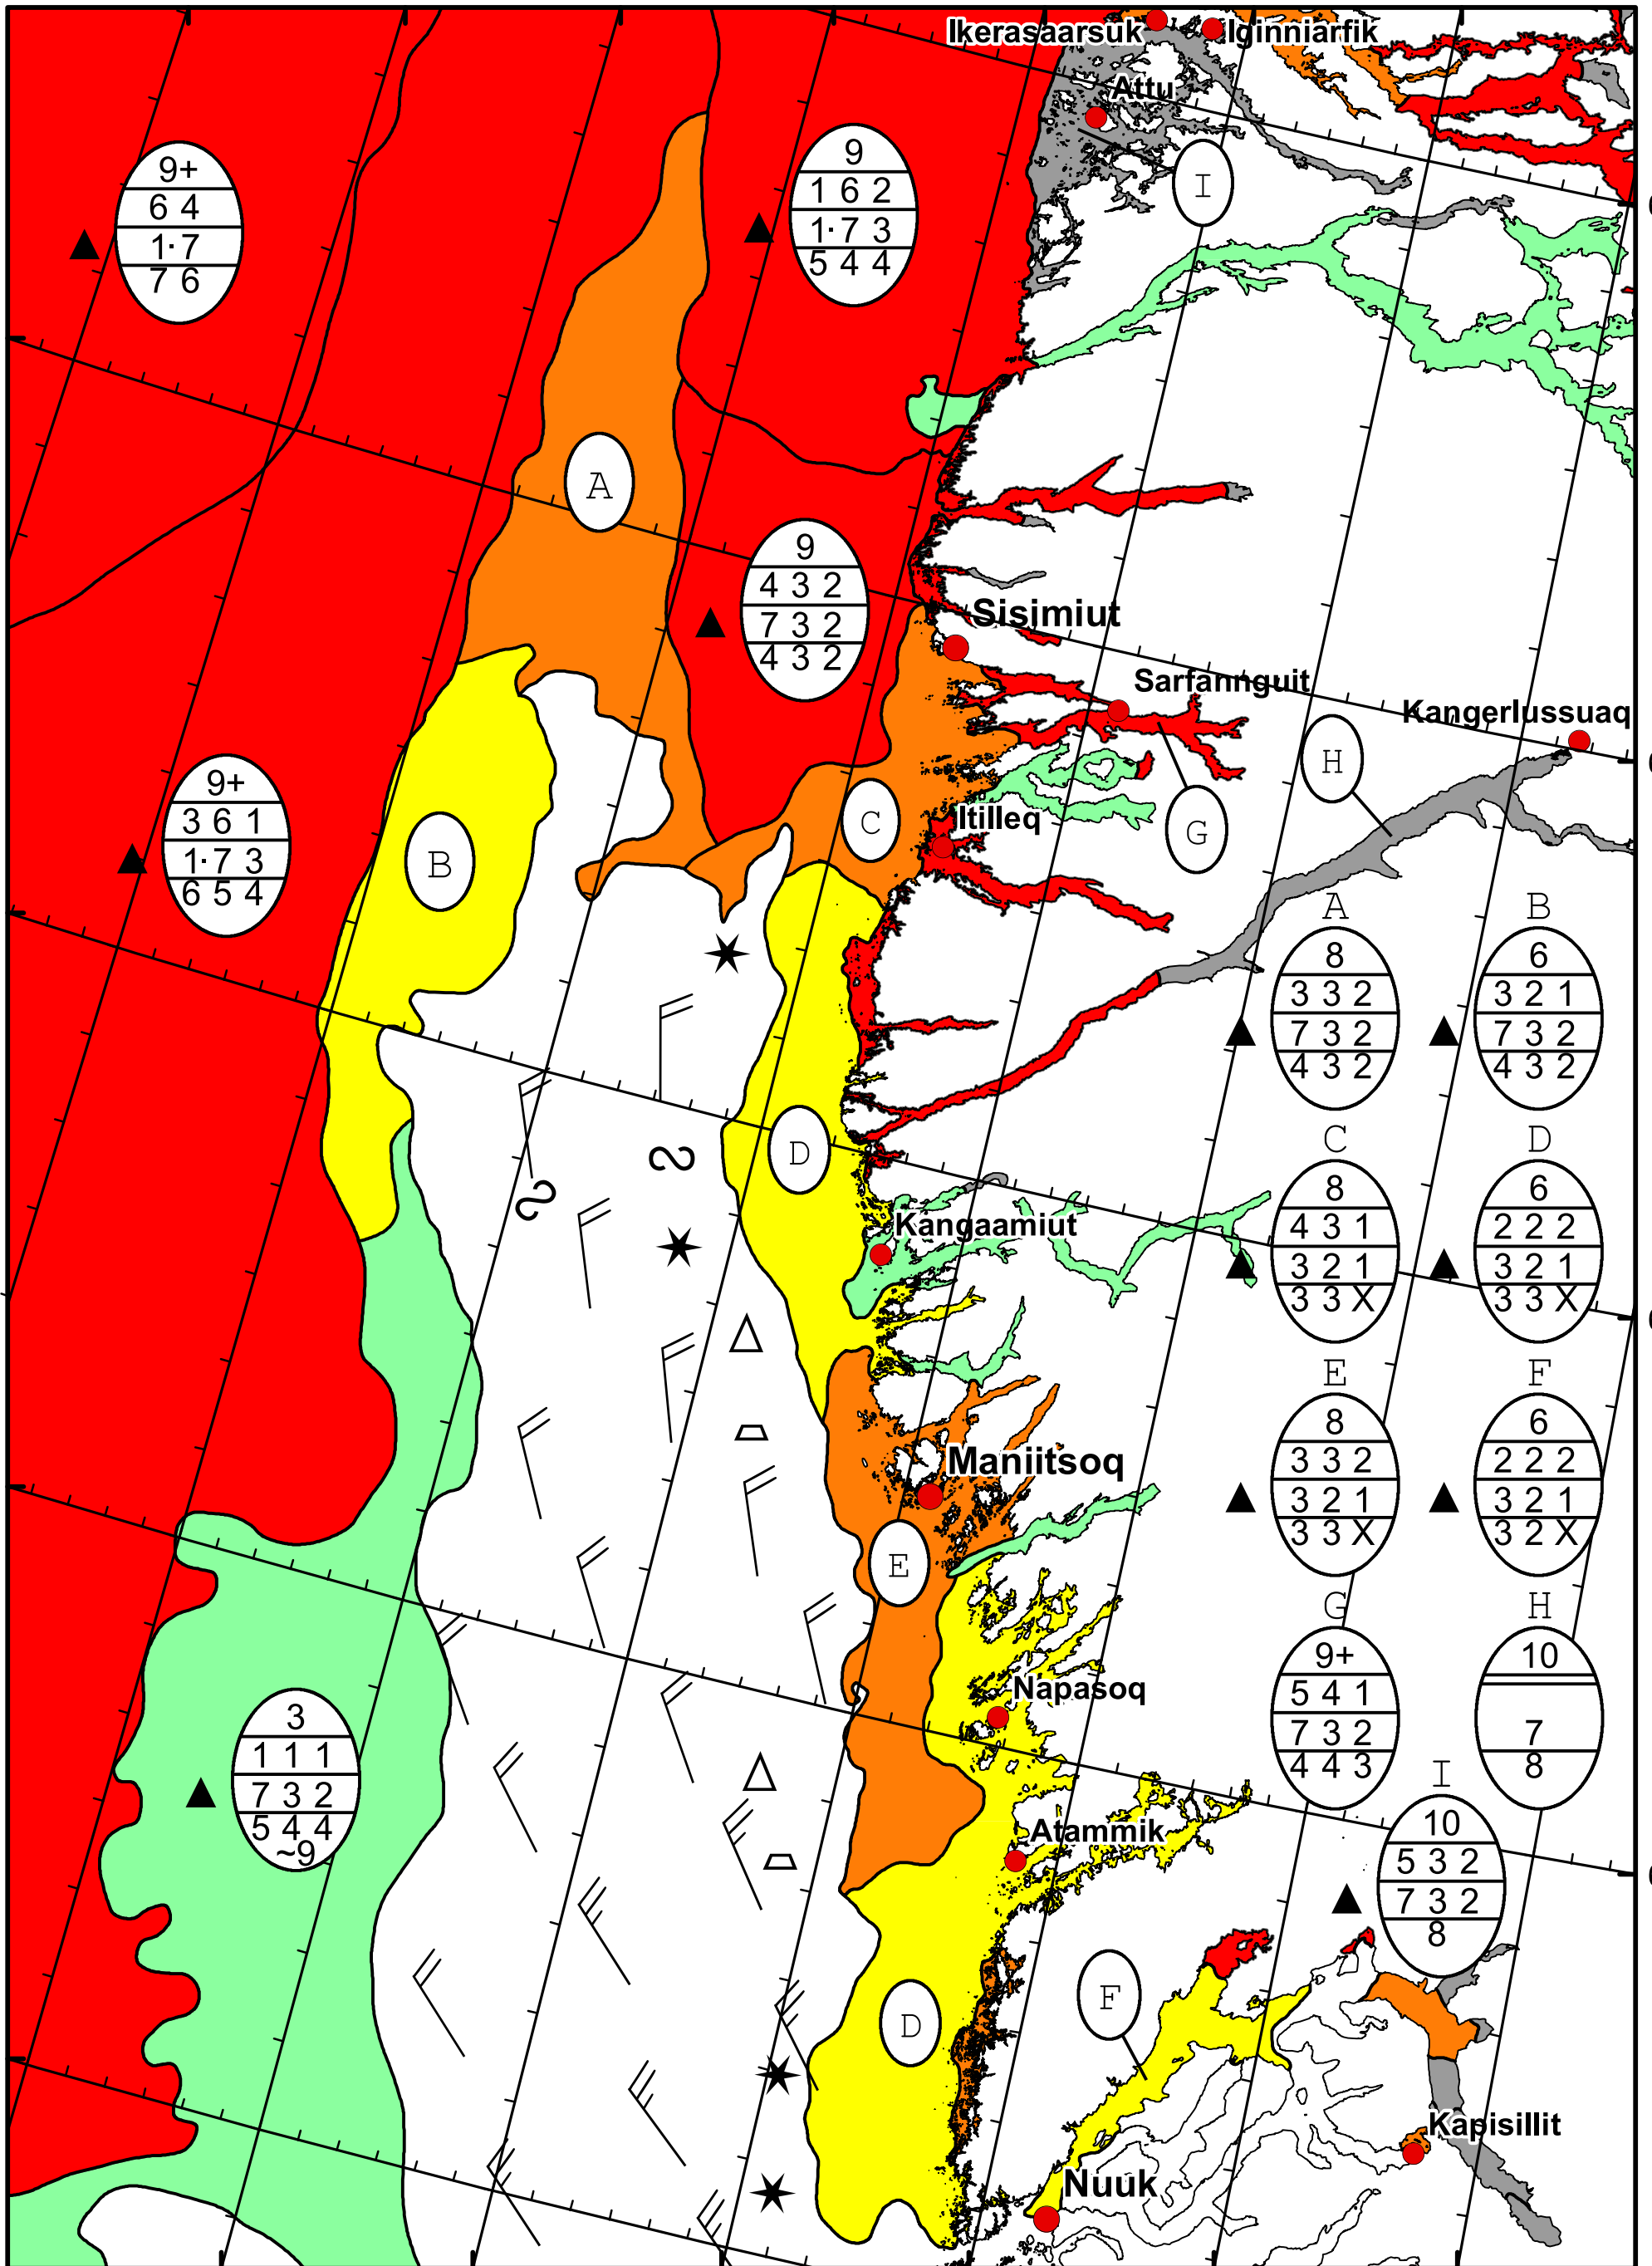 Ikerasaarsuk
Iginniarfik
Attu
9+
6 4
1·7
7 6
9
1 6 2
1·7 3
5 4 4
I
A
9
4 3 2
7 3 2
4 3 2
Sisimiut
Sarfannguit
Kangerlussuaq
H
9+
3 6 1
1·7 3
6 5 4
B
C
Itilleq
G
A
8
3 3 2
7 3 2
4 3 2
B
6
3 2 1
7 3 2
4 3 2
D
Kangaamiut
C
8
4 3 1
3 2 1
3 3 X
D
6
2 2 2
3 2 1
3 3 X
Maniitsoq
E
E
8
3 3 2
3 2 1
3 3 X
F
6
2 2 2
3 2 1
3 2 X
Napasoq
G
9+
5 4 1
7 3 2
4 4 3
H
10
7
8
3
1 1 1
7 3 2
5 4 4
~9
Atammik
I
10
5 3 2
7 3 2
8
D
F
Kapisillit
Nuuk